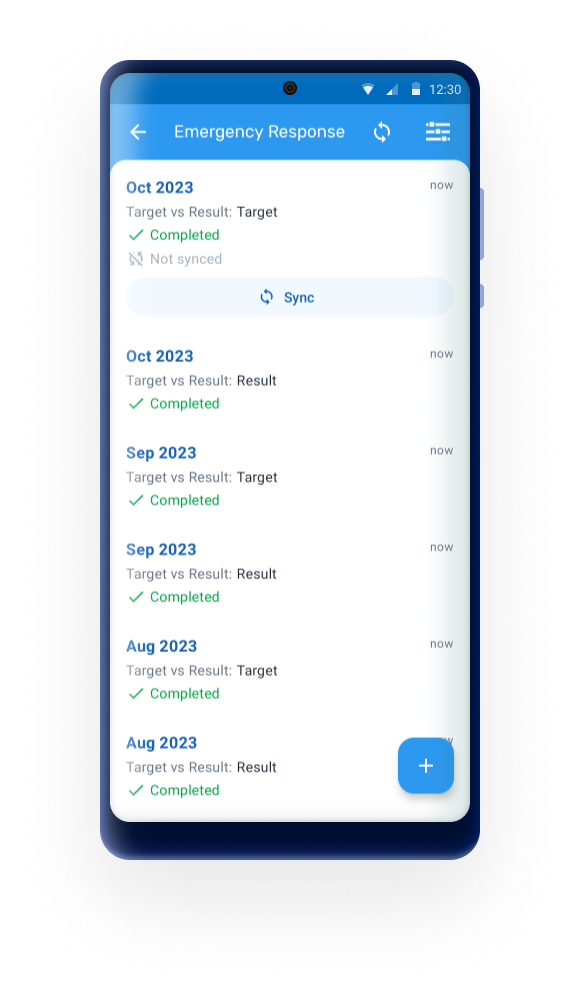 12:30
Emergency Response
Oct 2023 now
Target vs Result: Target
Completed
Not synced
Sync
Oct 2023 now
Target vs Result: Result
Completed
Sep 2023 now
Target vs Result: Target
Completed
Sep 2023 now
Target vs Result: Result
Completed
Aug 2023 now
Target vs Result: Target
Completed
Aug 2023
Target vs Result: Result
Completed